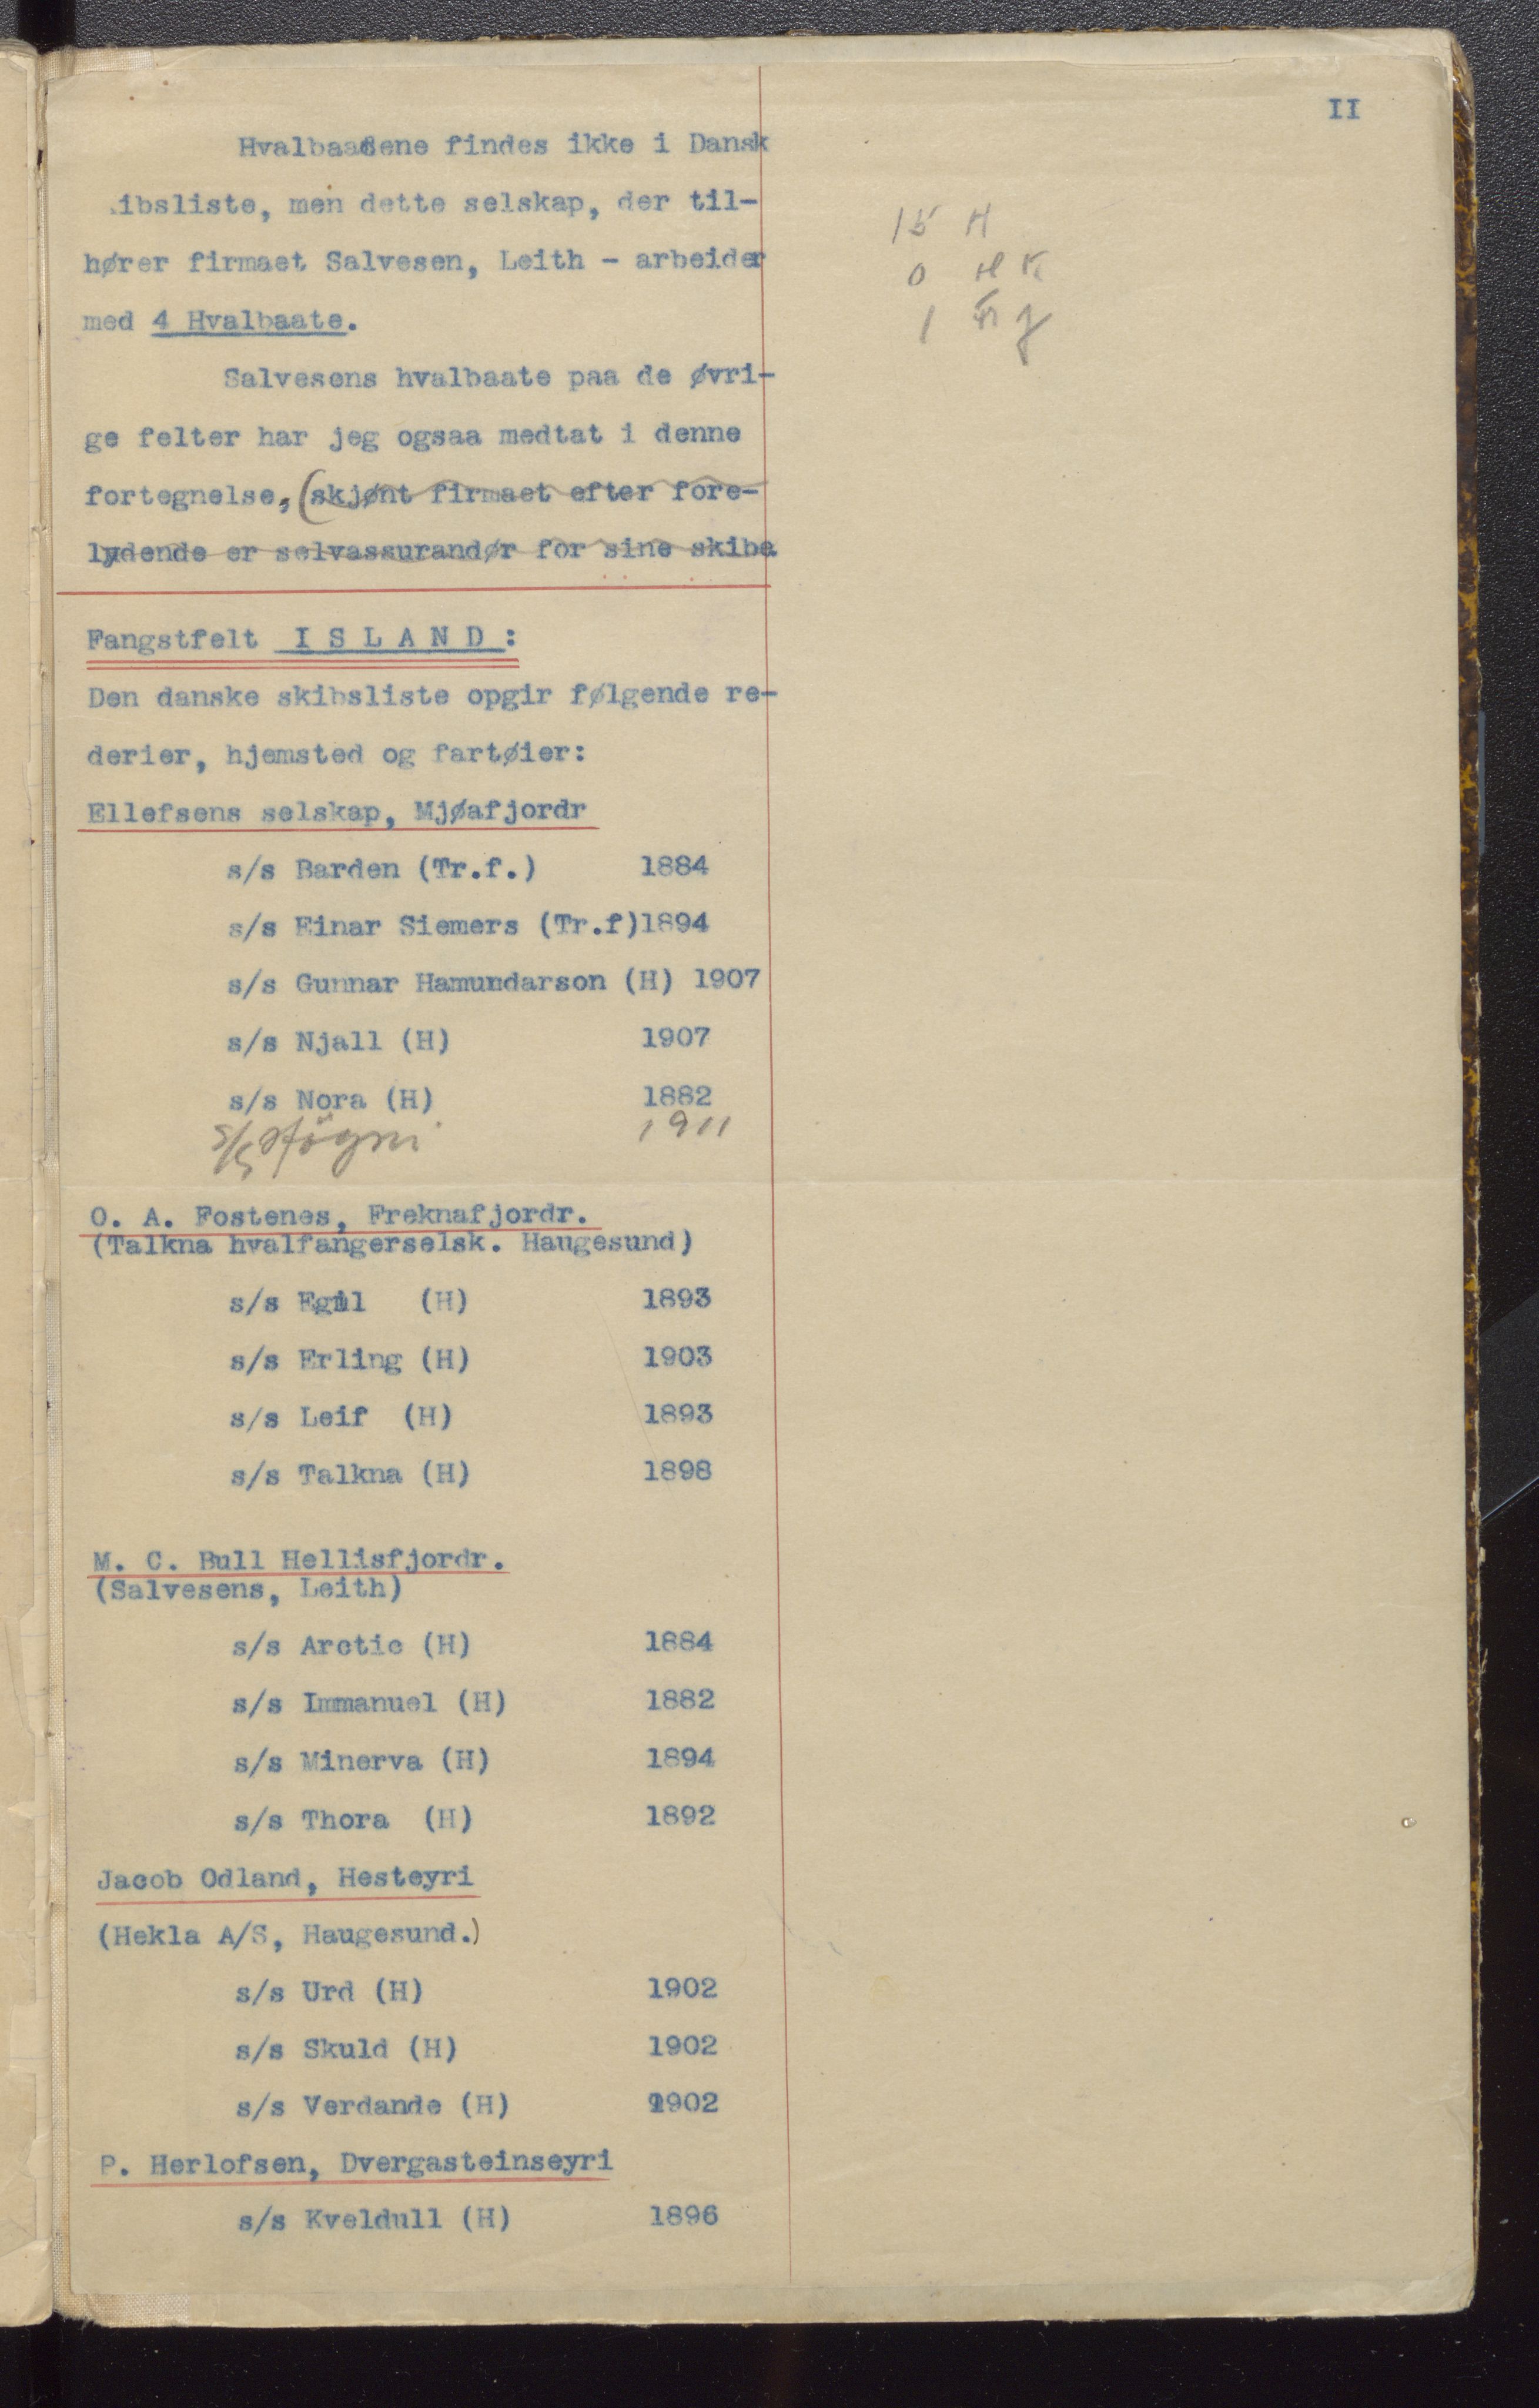 II
Hvalbaadene findes ikke i Dansk
ibsliste, men dette selskap, der til-
hører firmaet Salvesen, Leith - arbeider
med 4 Hvalbaate.
Salvesens hvalbaate paa de øvri-
ge felter har jeg ogsaa medtat i denne
fortegnelse, (skjønt firmaet efter fore-
lydende er selvassurandør for sine skibe
15 H
0 H K
1
Fangstfelt I S L A N D :
Den danske skibsliste opgir følgende re-
derier, hjemsted og fartøier:
Ellefsens selskap, Mjøafjordr
s/s Barden (Tr.f.) 1884
s/s Einar Siemers (Tr.f)1894
s/s Gunnar Hamundarson (H) 1907
s/s Njall (H) 1907
s/s Nora (H) 1882
s/s Högni 1911
O. A. Fostenes, Freknafjordr.
(Talkna hvalfangerselsk. Haugesund)
s/s Egil (H) 1893
s/s Erling (H) 1903
s/s Leif (H) 1893
s/s Talkna (H) 1898
M. C. Bull Hellisfjordr.
(Salvesens, Leith)
s/s Arctic (H) 1884
s/s Immanuel (H) 1882
s/s Minerva (H) 1894
s/s Thora (H) 1892
Jacob Odland, Hesteyri
(Hekla A/S, Haugesund.)
s/s Urd (H) 1902
s/s Skuld (H) 1902
s/s Verdande (H) 1902
P. Herlofsen, Dvergasteinseyri
s/s Kveldull (H) 1896